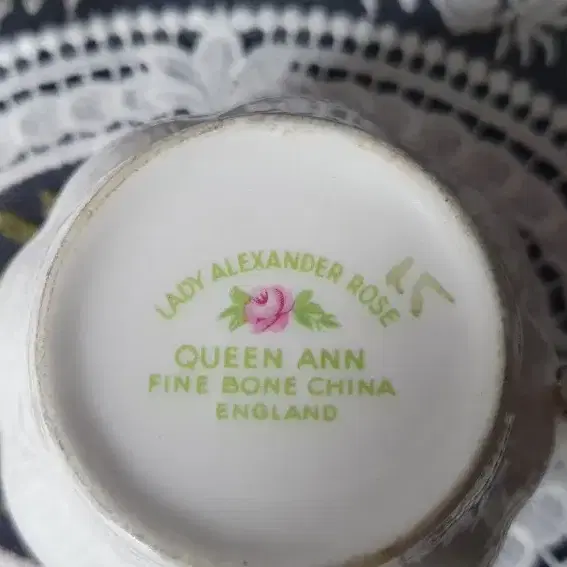 LADY ALEXANDER ROSE
QUEEN ANN
FINE BONE CHINA
ENGLAND